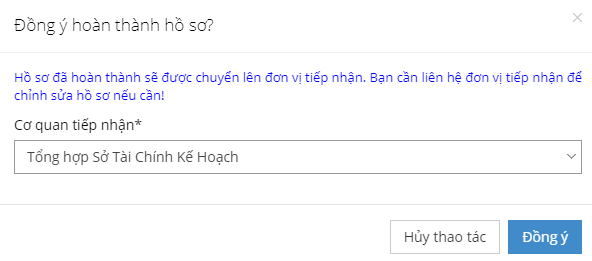 Đồng ý hoàn thành hồ sơ?
Hồ sơ đã hoàn thành sẽ được chuyển lên đơn vị tiếp nhận. Bạn cần liên hệ đơn vị tiếp nhận để
chỉnh sửa hồ sơ nếu cần!
Cơ quan tiếp nhận*
Tổng hợp Sở Tài Chính Kế Hoạch
Hủy thao tác Đồng ý